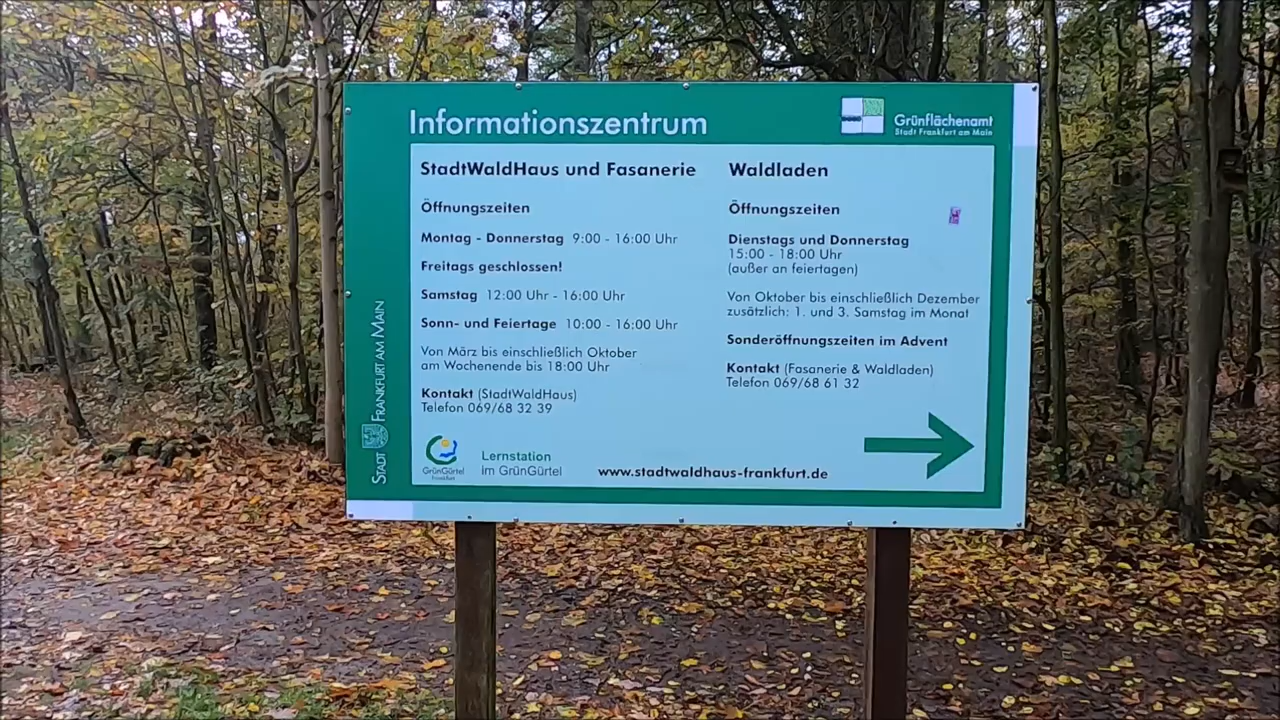 Informationszentrum
Grünflächenamt
Stadt Frankfurt am Main
StadtWaldHaus und Fasanerie
Öffnungszeiten
Montag - Donnerstag 9:00 - 16:00 Uhr
Freitags geschlossen!
Samstag 12:00 Uhr - 16:00 Uhr
Sonn- und Feiertage 10:00 - 16:00 Uhr
Von März bis einschließlich Oktober
am Wochenende bis 18:00 Uhr
Kontakt (StadtWaldHaus)
Telefon 069/68 32 39
Waldladen
Öffnungszeiten
Dienstags und Donnerstag
15:00 - 18:00 Uhr
(außer an feiertagen)
Von Oktober bis einschließlich Dezember
zusätzlich: 1. und 3. Samstag im Monat
Sonderöffnungszeiten im Advent
Kontakt (Fasanerie & Waldladen)
Telefon 069/68 61 32
GrünGürtel
Frankfurt
Lernstation
im GrünGürtel
www.stadtwaldhaus-frankfurt.de
STADT FRANKFURT AM MAIN